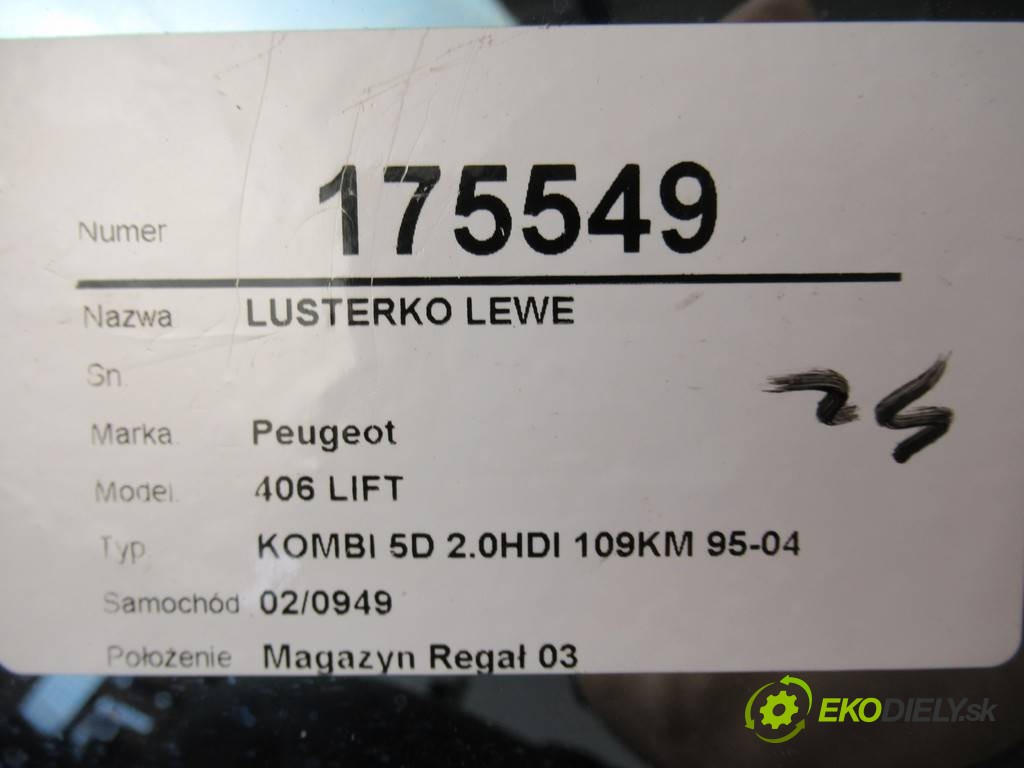 Numer 175549
Nazwa LUSTERKO LEWE
Sn.
Marka. Peugeot
Model. 406 LIFT
Typ. KOMBI 5D 2.0HDI 109KM 95-04
Samochód 02/0949
Położenie Magazyn Regał 03
EKODIELY.sk